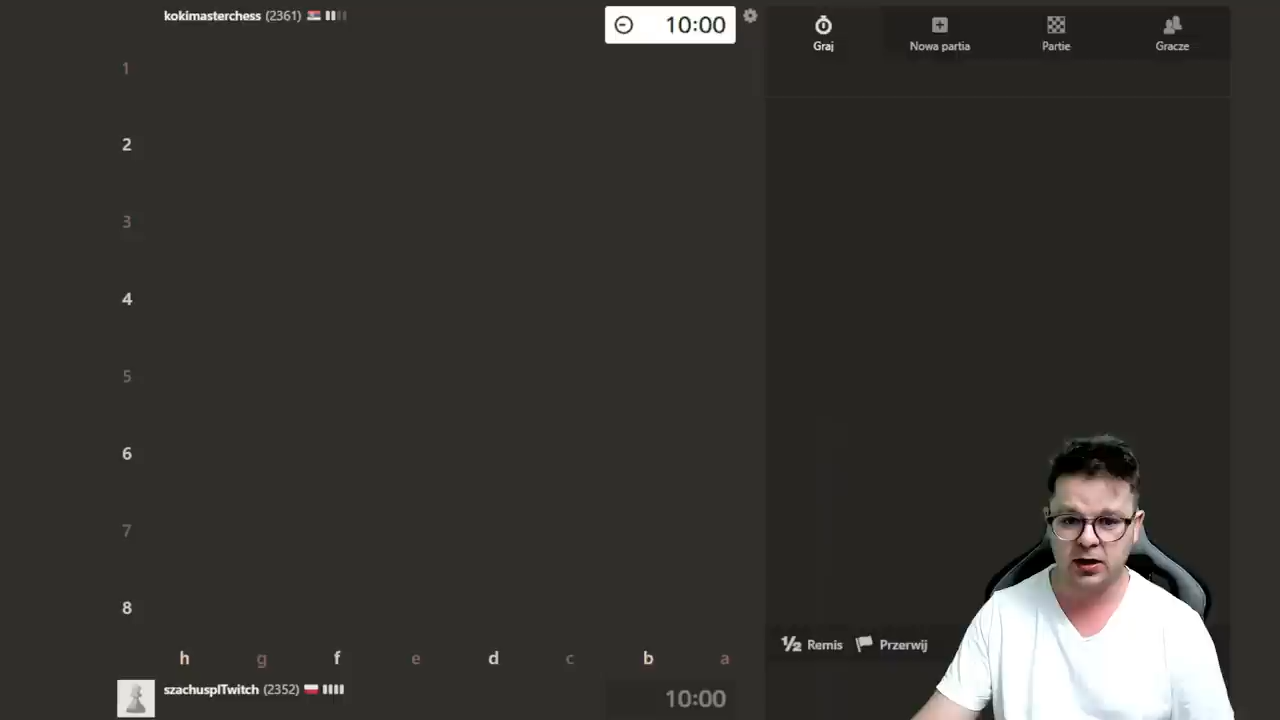 kokimasterchess (2361)
10:00
Graj
Nowa partia
Partie
Gracze
1
2
3
4
5
6
7
8
h g f e d c b a
½ Remis
Przerwij
szachusplTwitch (2352)
10:00